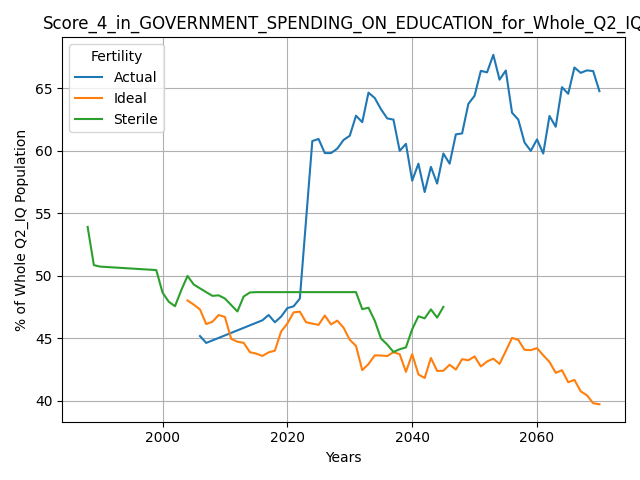 Score_4_in_GOVERNMENT_SPENDING_ON_EDUCATION_for_Whole_Q2_IQ
Fertility
Actual
Ideal
Sterile
% of Whole Q2_IQ Population
65
60
55
50
45
40
2000
2020
2040
2060
Years